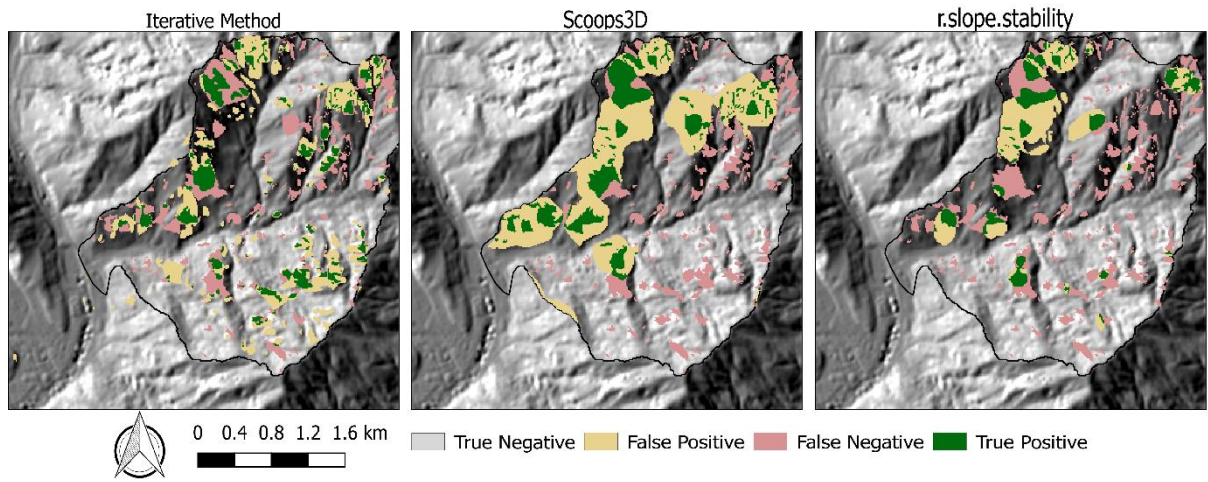 Iterative Method
Scoops3D
r.slope.stability
0 0.4 0.8 1.2 1.6 km
True Negative False Positive False Negative True Positive